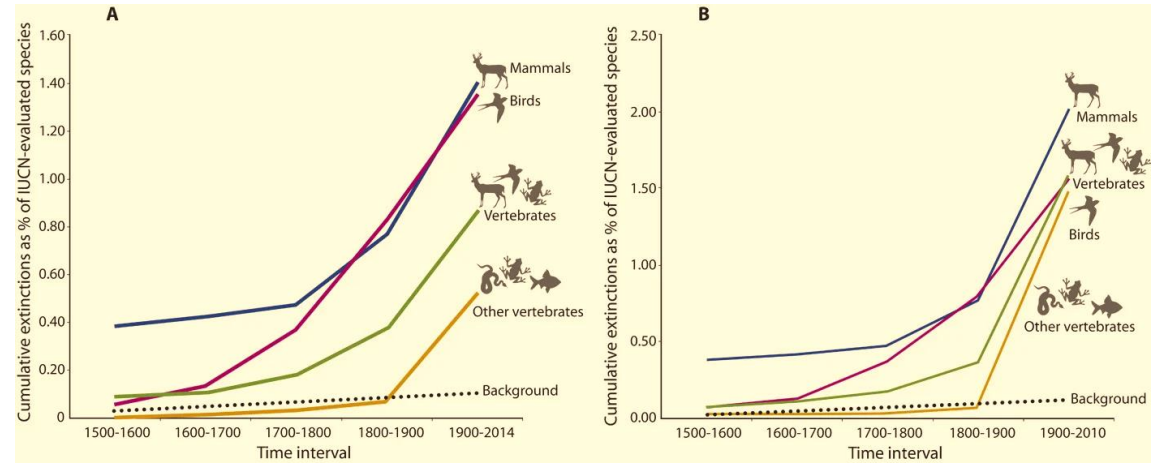 A
Cumulative extinctions as % of IUCN-evaluated species
1.60
1.40
1.20
1.00
0.80
0.60
0.40
0.20
0
Mammals
Birds
Vertebrates
Other vertebrates
Background
1500-1600 1600-1700 1700-1800 1800-1900 1900-2014
Time interval
B
Cumulative extinctions as % of IUCN-evaluated species
2.50
2.00
1.50
1.00
0.50
0.00
Mammals
Vertebrates
Birds
Other vertebrates
Background
1500-1600 1600-1700 1700-1800 1800-1900 1900-2010
Time interval